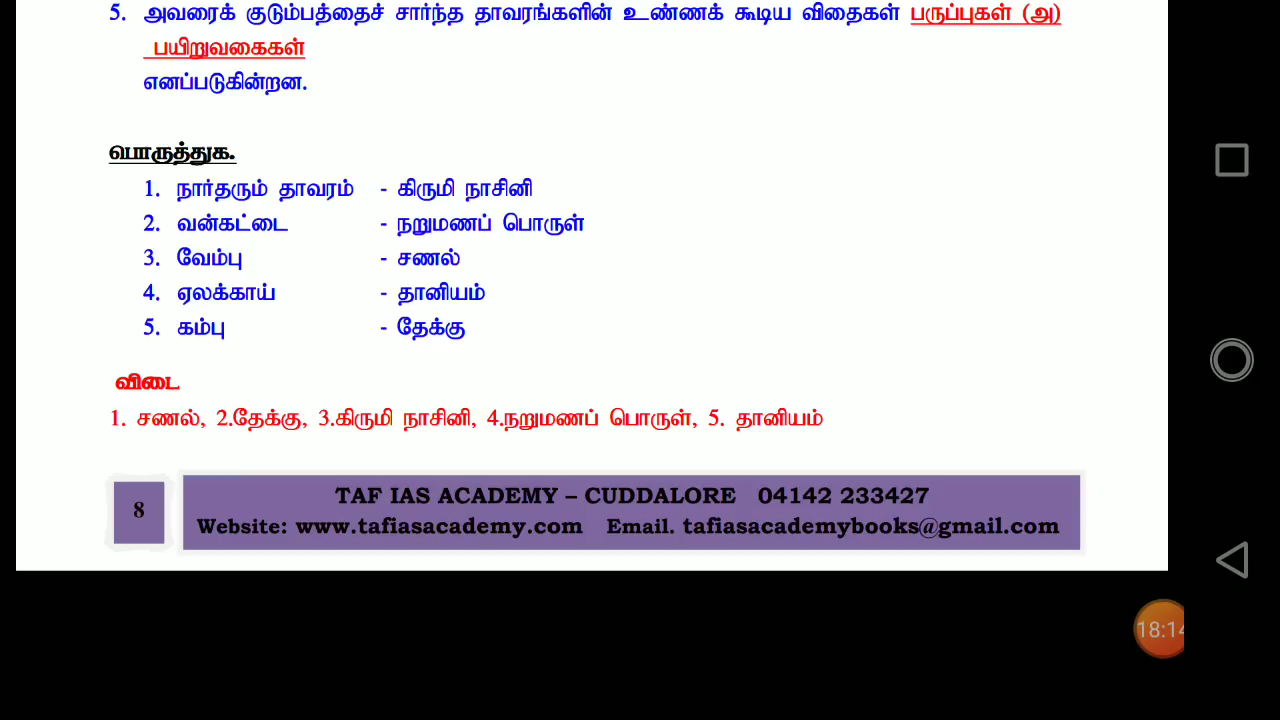 5. அவரைக் குடும்பத்தைச் சார்ந்த தாவரங்களின் உண்ணக் கூடிய விதைகள் பருப்புகள் (அ)
பயிறுவகைகள்
எனப்படுகின்றன.
பொருத்துக.
1. நார்தரும் தாவரம் - கிருமி நாசினி
2. வன்கட்டை - நறுமணப் பொருள்
3. வேம்பு - சணல்
4. ஏலக்காய் - தானியம்
5. கம்பு - தேக்கு
விடை
1. சணல், 2.தேக்கு, 3.கிருமி நாசினி, 4.நறுமணப் பொருள், 5. தானியம்
8
TAF IAS ACADEMY – CUDDALORE 04142 233427
Website: www.tafiasacademy.com Email. tafiasacademybooks@gmail.com
18:14